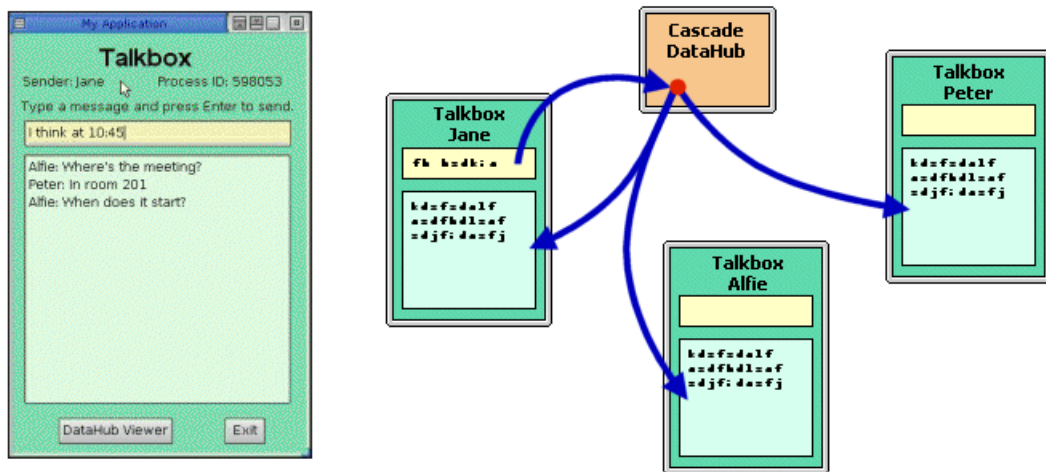 My Application
Talkbox
Sender: Jane Process ID: 598053
Type a message and press Enter to send.
I think at 10:45
Alfie: Where's the meeting?
Peter: In room 201
Alfie: When does it start?
DataHub Viewer Exit
Cascade
DataHub
Talkbox
Jane
Talkbox
Peter
Talkbox
Alfie